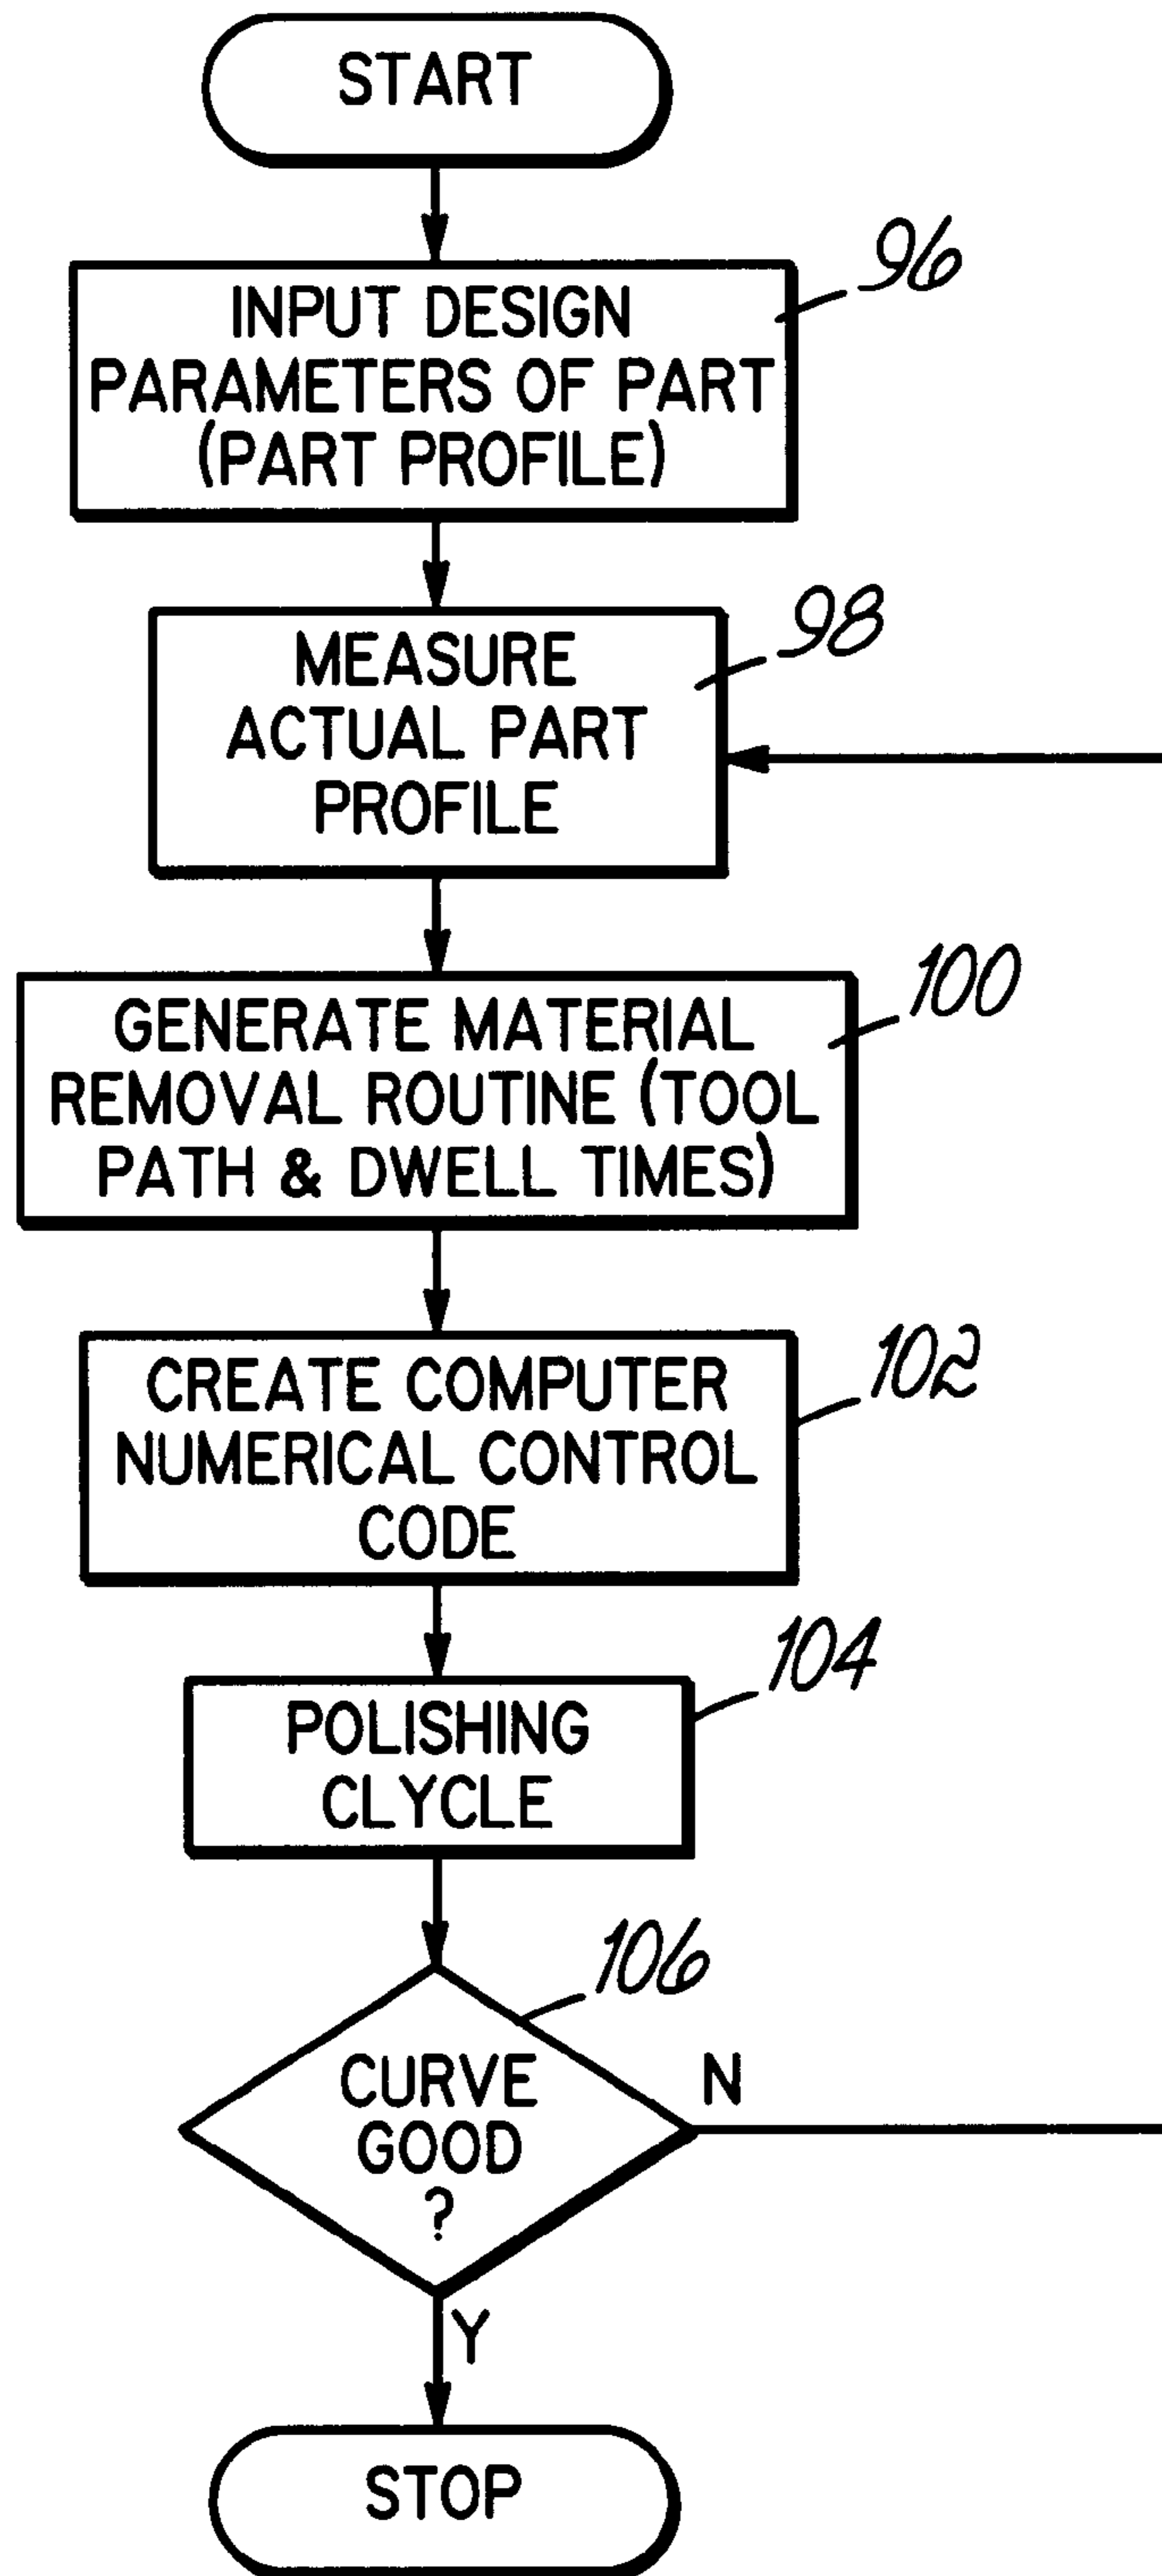 START
96
INPUT DESIGN
PARAMETERS OF PART
(PART PROFILE)
98
MEASURE
ACTUAL PART
PROFILE
100
GENERATE MATERIAL
REMOVAL ROUTINE (TOOL
PATH & DWELL TIMES)
102
CREATE COMPUTER
NUMERICAL CONTROL
CODE
104
POLISHING
CLYCLE
106
CURVE
GOOD
?
N
Y
STOP